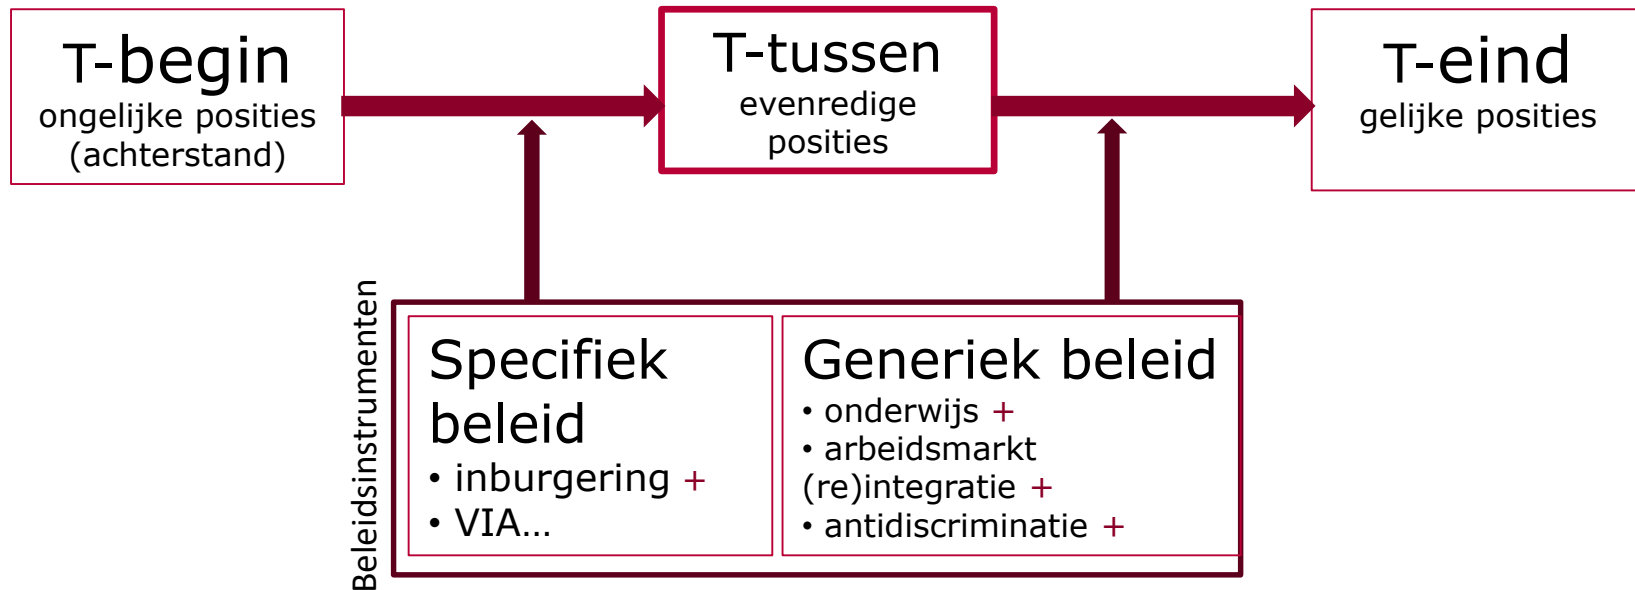 T-begin
ongelijke posities
(achterstand)
T-tussen
evenredige
posities
T-eind
gelijke posities
Beleidsinstrumenten
Specifiek
beleid
• inburgering +
• VIA...
Generiek beleid
• onderwijs +
• arbeidsmarkt
(re)integratie +
• antidiscriminatie +